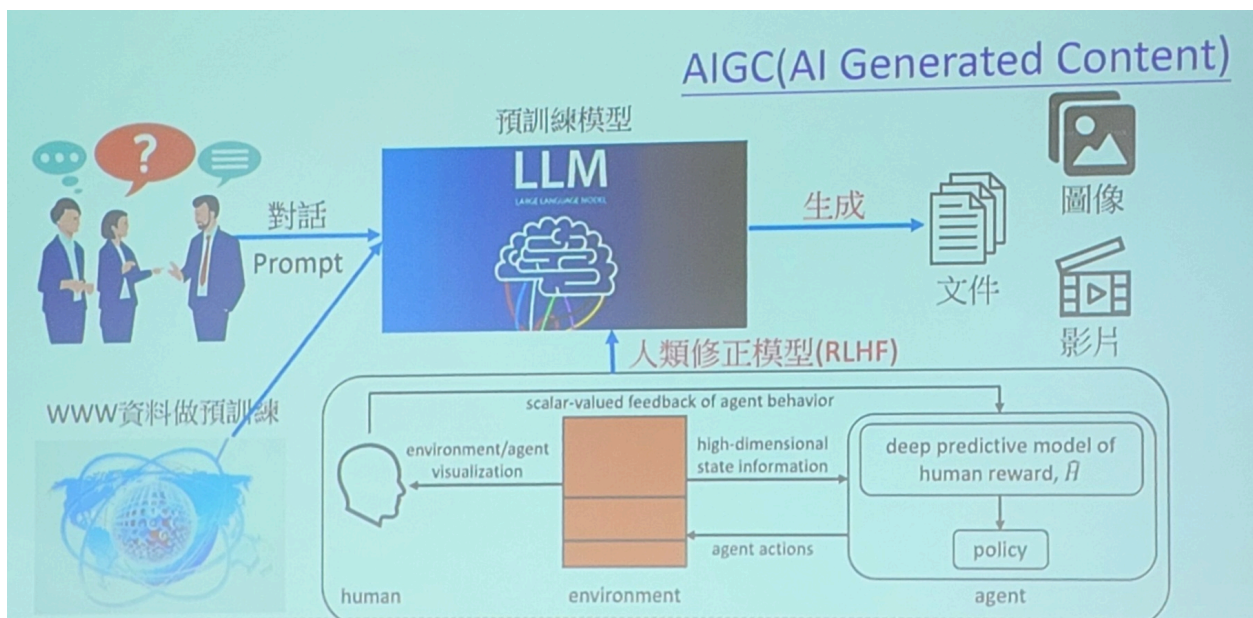 AIGC(AI Generated Content)
預訓練模型
LLM
LARGE LANGUAGE MODEL
?
對話
Prompt
生成
文件
圖像
影片
人類修正模型(RLHF)
WWW資料做預訓練
scalar-valued feedback of agent behavior
environment/agent
visualization
high-dimensional
state information
deep predictive model of
human reward, Ĥ
agent actions
policy
human
environment
agent